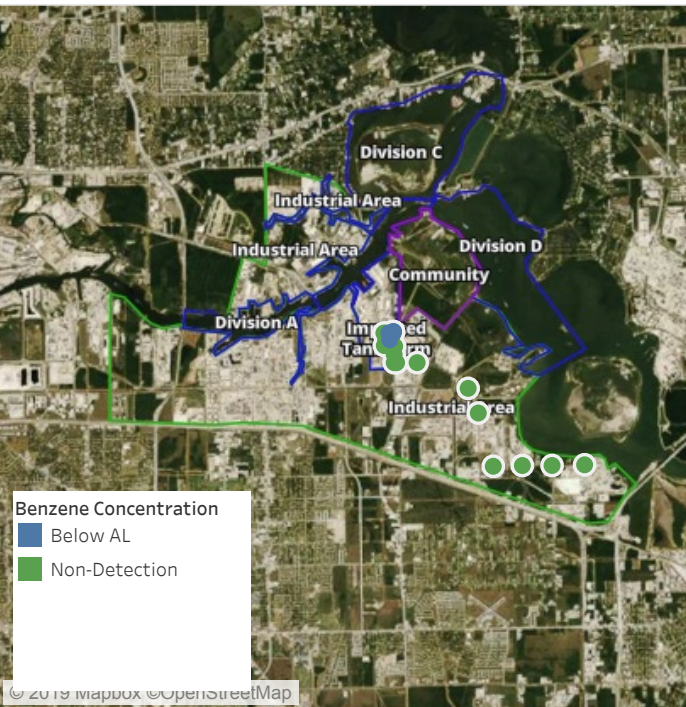 Division C
Industrial Area
Division D
Industrial Area
Community
Division A
Industrial Area
Benzene Concentration
Below AL
Non-Detection
© 2019 Mapbox ©OpenStreetMap